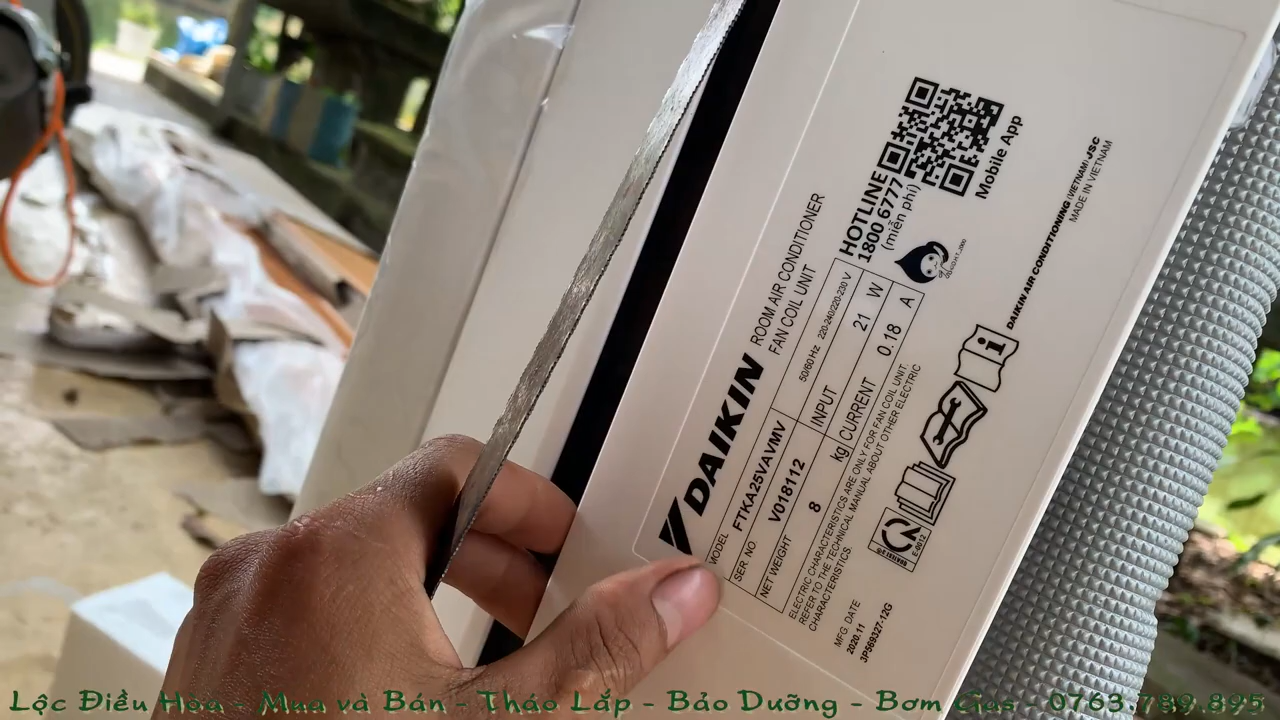 DAIKIN
ROOM AIR CONDITIONER
FAN COIL UNIT
MODEL FTKA25VAVMV 50/60 Hz 220-240/220-230 V
SER. NO. V018112 INPUT 21 W
NET WEIGHT 8 kg CURRENT 0.18 A
ELECTRIC CHARACTERISTICS ARE ONLY FOR FAN COIL UNIT
REFER TO THE TECHNICAL MANUAL ABOUT OTHER ELECTRIC
CHARACTERISTICS.
HOTLINE
1800 6777
(miễn phí)
Mobile App
E-0012
MFG. DATE
2020.11
3P569327-12G
DAIKIN AIR CONDITIONING (VIETNAM) JSC
MADE IN VIETNAM
Lộc Điều Hòa - Mua và Bán - Tháo Lắp - Bảo Dưỡng - Bơm Gas - 0763.789.895